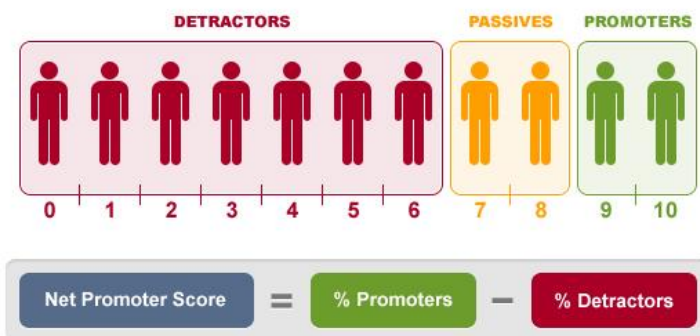 DETRACTORS PASSIVES PROMOTERS
0 1 2 3 4 5 6 7 8 9 10
Net Promoter Score = % Promoters − % Detractors